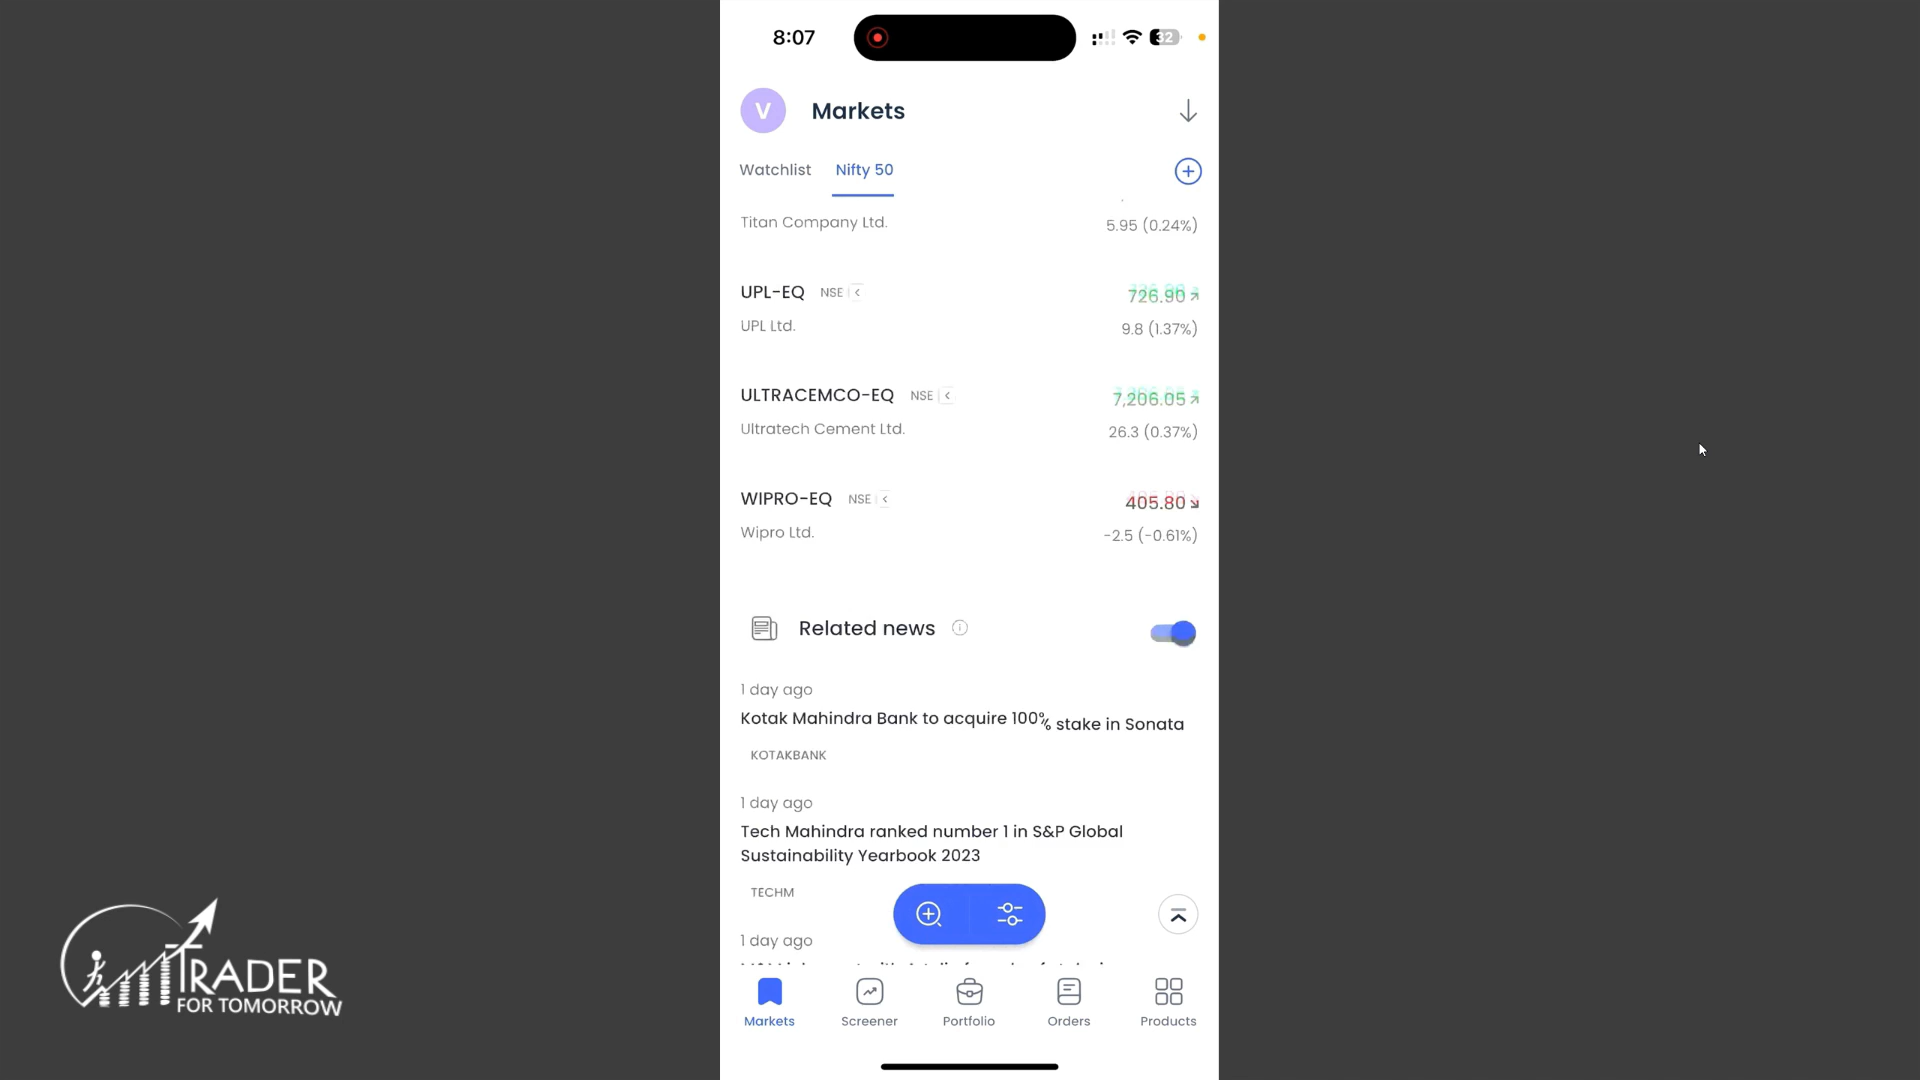 8:07
32
V
Markets
Watchlist
Nifty 50
Titan Company Ltd.
5.95 (0.24%)
UPL-EQ NSE
726.90
UPL Ltd.
9.8 (1.37%)
ULTRACEMCO-EQ NSE
7,206.05
Ultratech Cement Ltd.
26.3 (0.37%)
WIPRO-EQ NSE
405.80
Wipro Ltd.
-2.5 (-0.61%)
Related news
1 day ago
Kotak Mahindra Bank to acquire 100% stake in Sonata
KOTAKBANK
1 day ago
Tech Mahindra ranked number 1 in S&P Global
Sustainability Yearbook 2023
TECHM
1 day ago
Markets
Screener
Portfolio
Orders
Products
TRADER
FOR TOMORROW